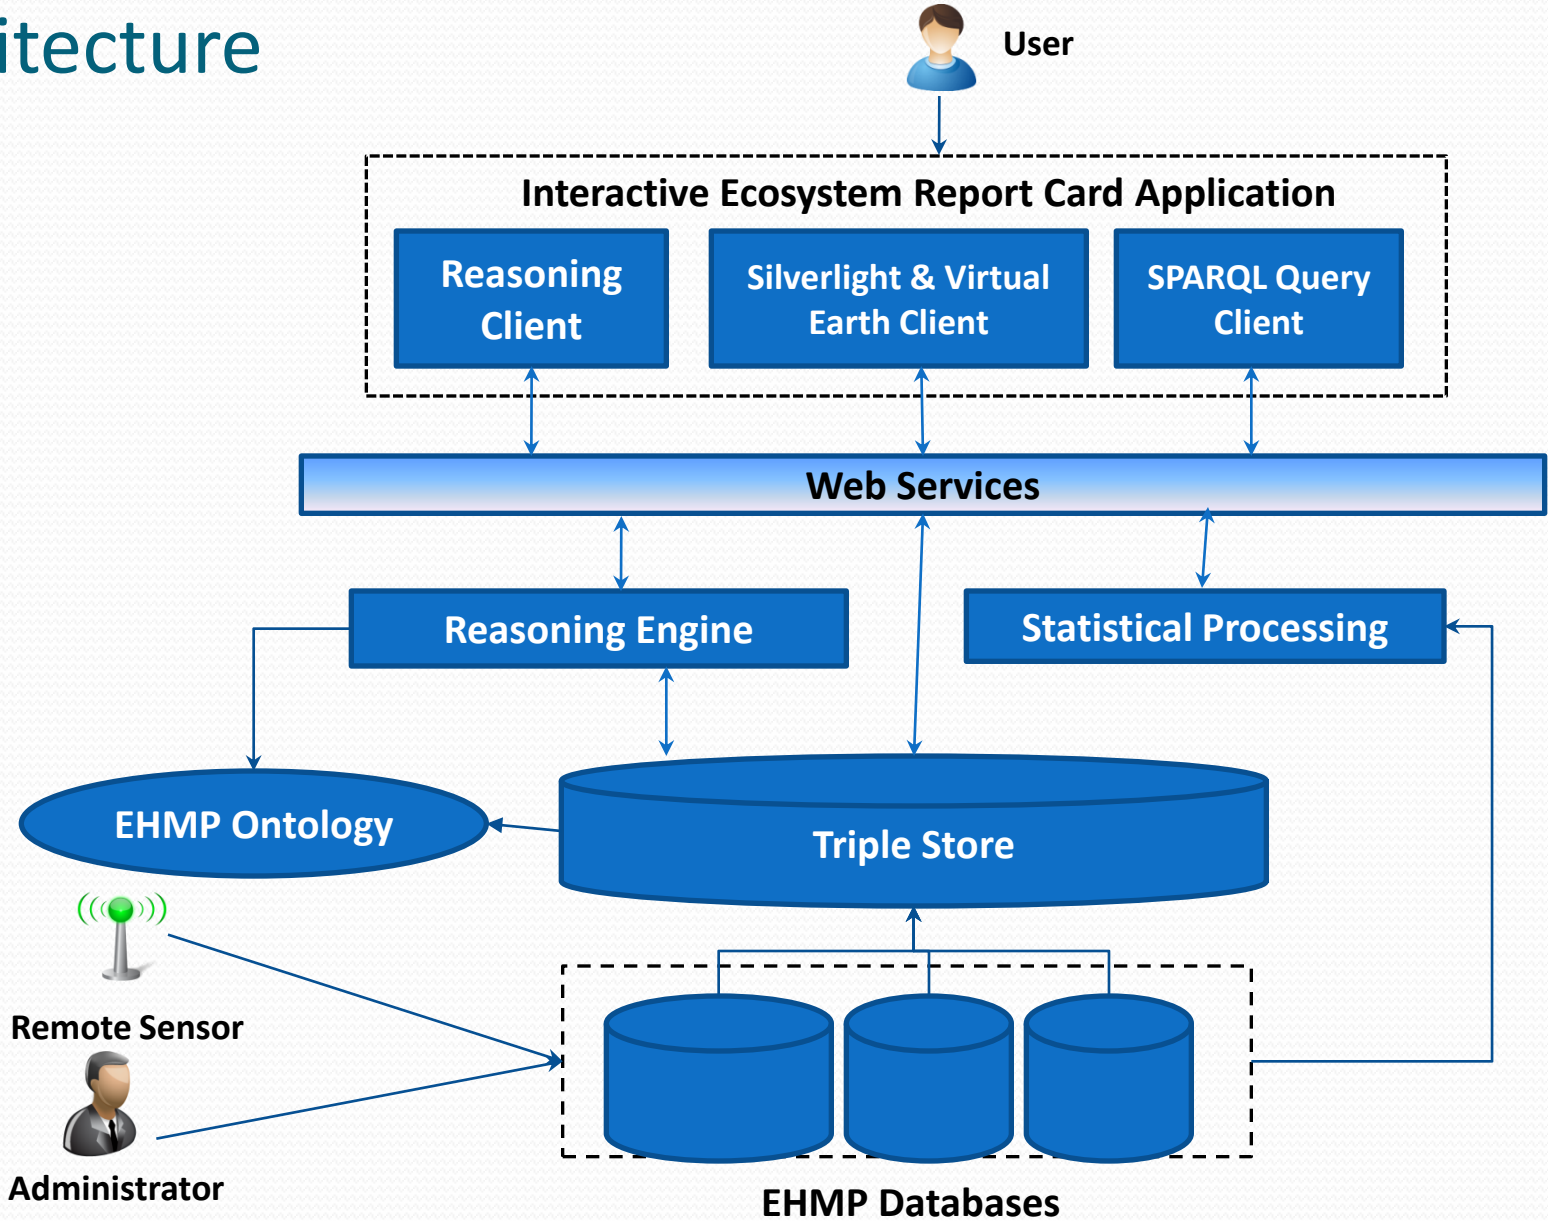 itecture
User
Interactive Ecosystem Report Card Application
Reasoning
Client
Silverlight & Virtual
Earth Client
SPARQL Query
Client
Web Services
Reasoning Engine
Statistical Processing
EHMP Ontology
Triple Store
Remote Sensor
Administrator
EHMP Databases